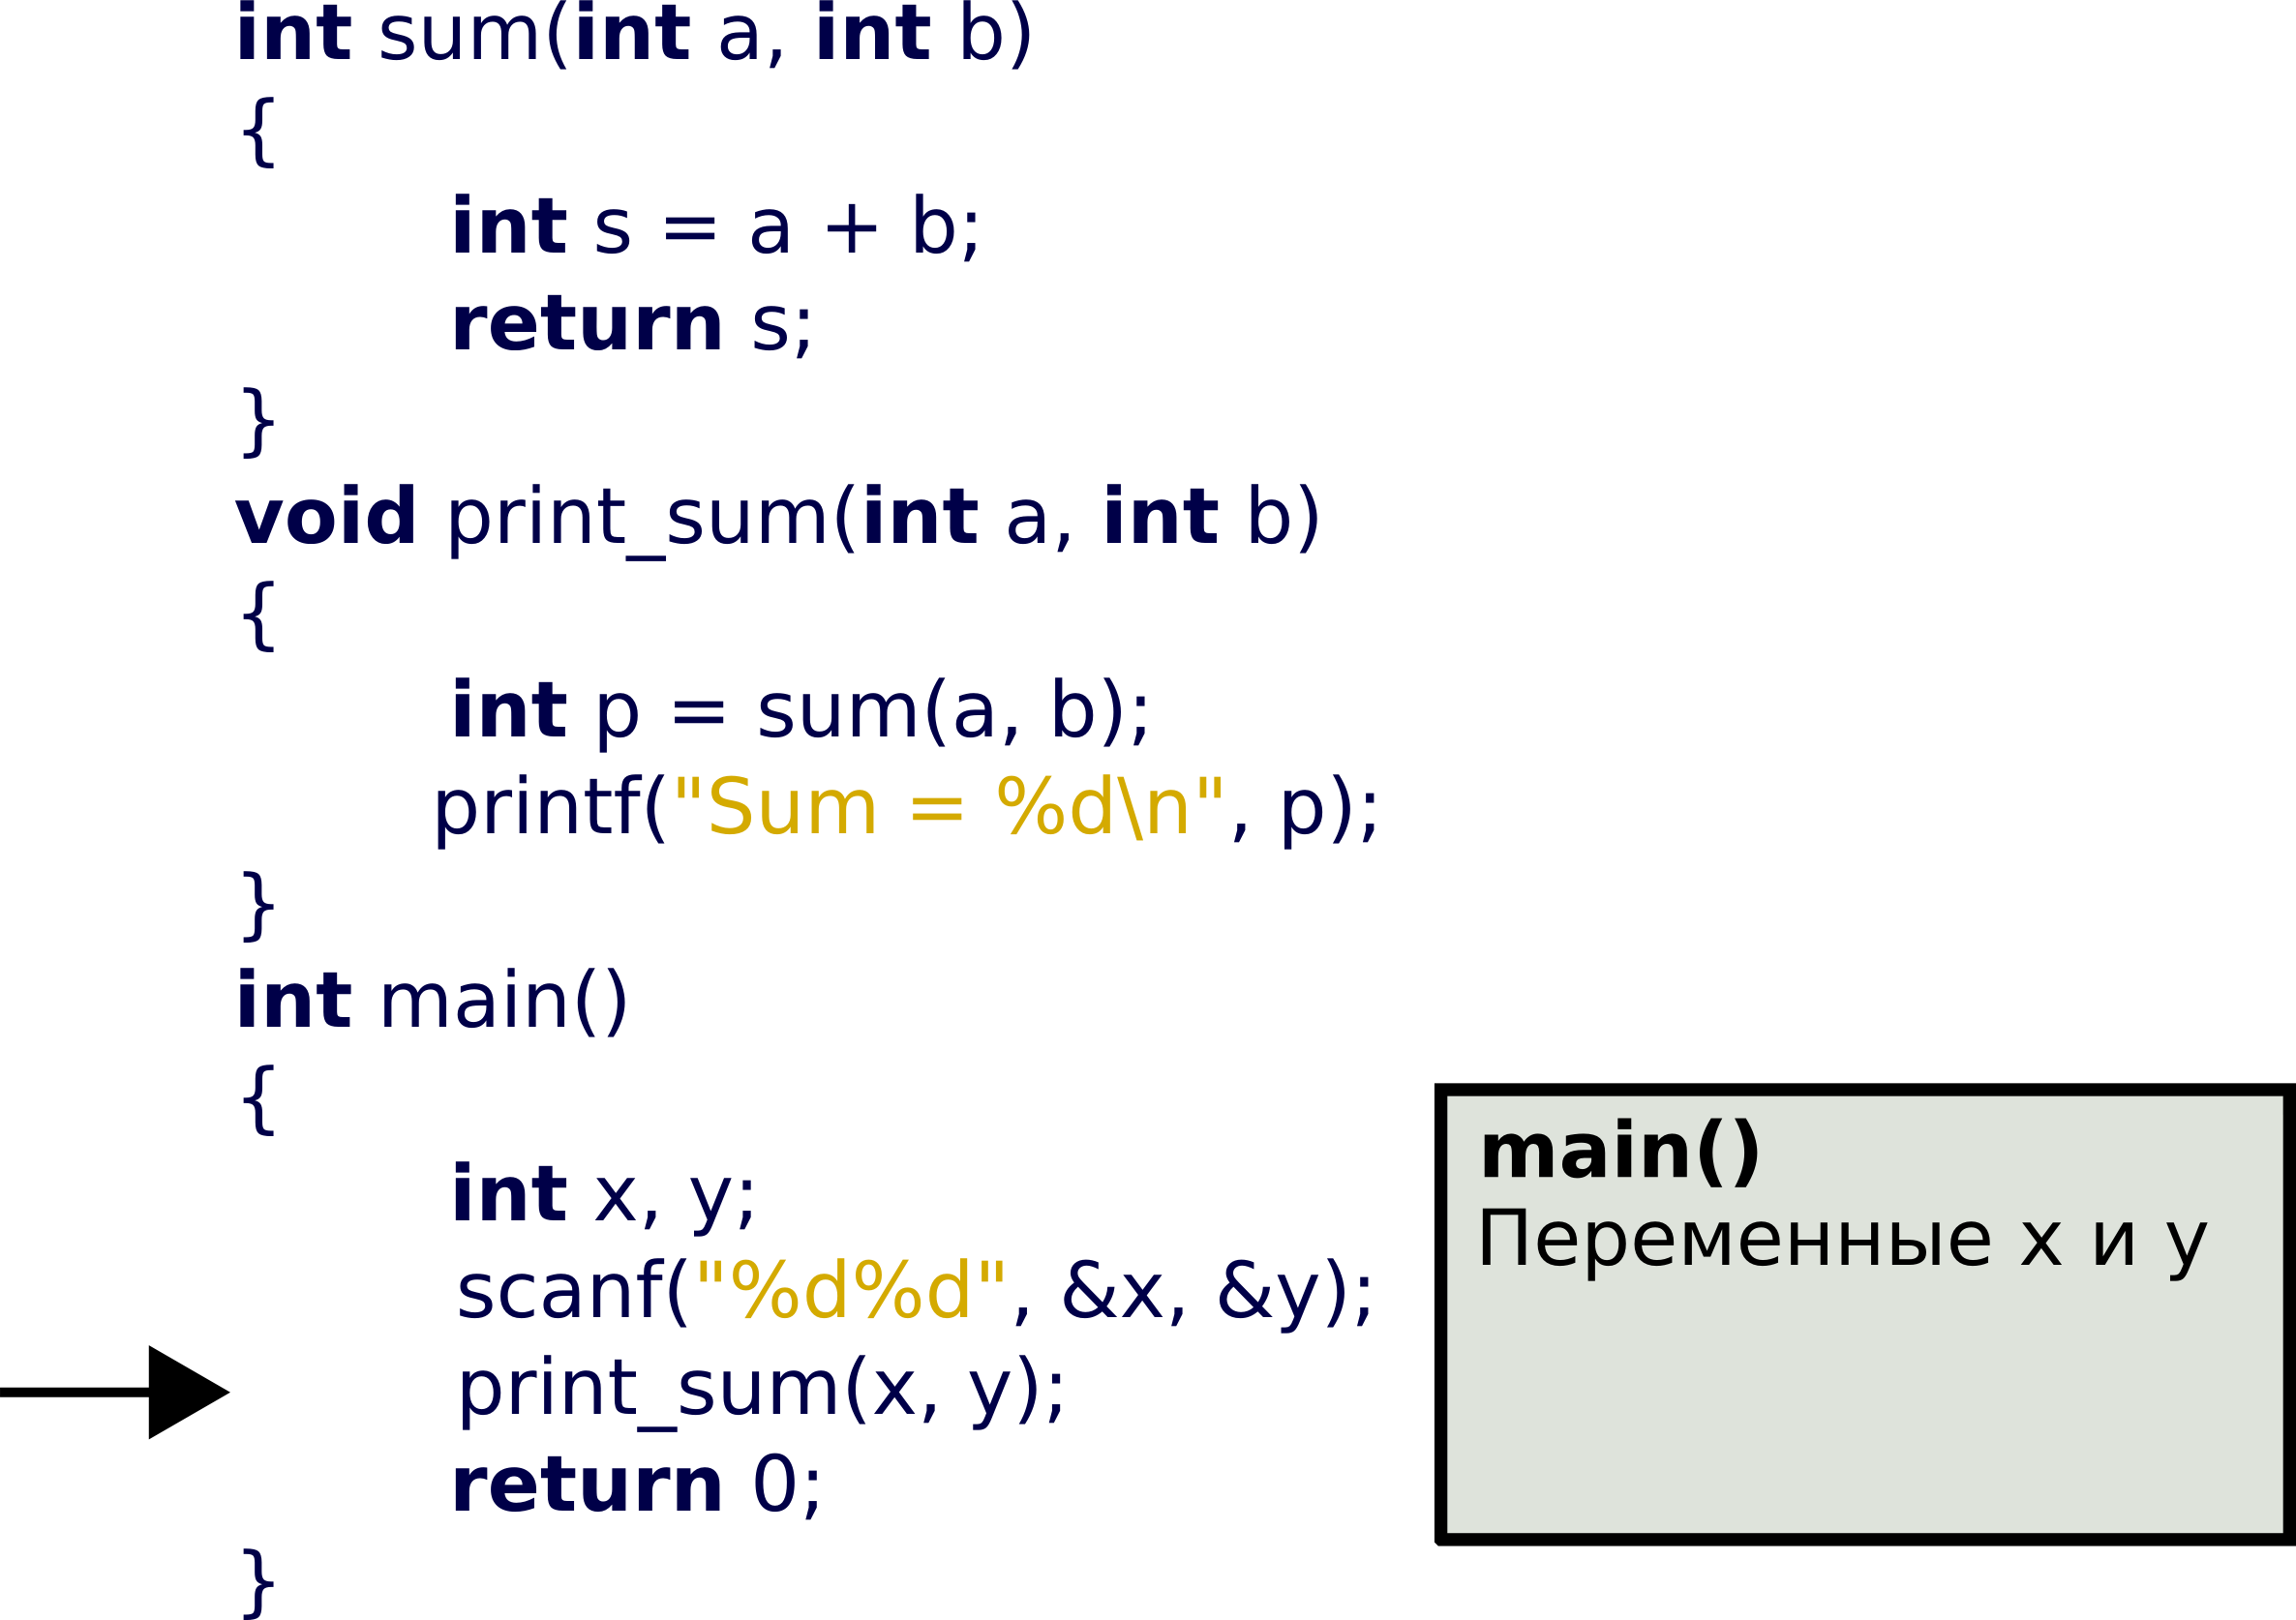 int sum(int a, int b)
{
int s = a + b;
return s;
}
void print_sum(int a, int b)
{
int p = sum(a, b);
printf("Sum = %d\n", p);
}
int main()
{
int x, y;
scanf("%d%d", &x, &y);
print_sum(x, y);
return 0;
}
main()
Переменные x и y